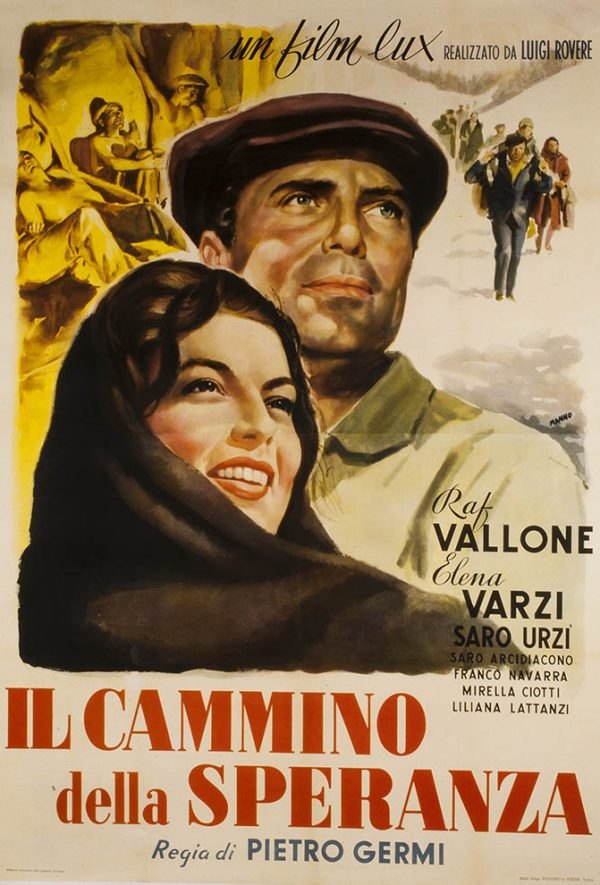 un film lux REALIZZATO DA LUIGI ROVERE
MANNO
Raf
VALLONE
Elena
VARZI
SARO URZÌ
SARO ARCIDIACONO
FRANCO NAVARRA
MIRELLA CIOTTI
LILIANA LATTANZI
IL CAMMINO
della SPERANZA
Regia di PIETRO GERMI